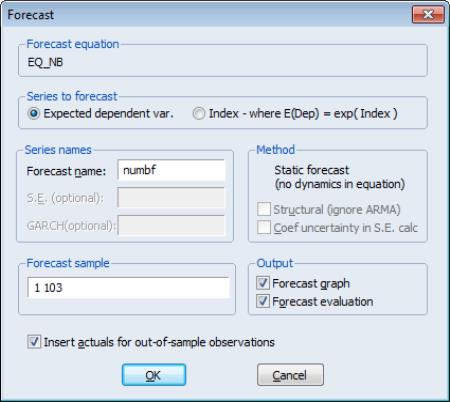 Forecast
Forecast equation
EQ_NB
Series to forecast
Expected dependent var.
Index - where E(Dep) = exp( Index )
Series names
Forecast name: numbf
S.E. (optional):
GARCH(optional):
Method
Static forecast
(no dynamics in equation)
Structural (ignore ARMA)
Coef uncertainty in S.E. calc
Forecast sample
1 103
Output
Forecast graph
Forecast evaluation
Insert actuals for out-of-sample observations
OK
Cancel